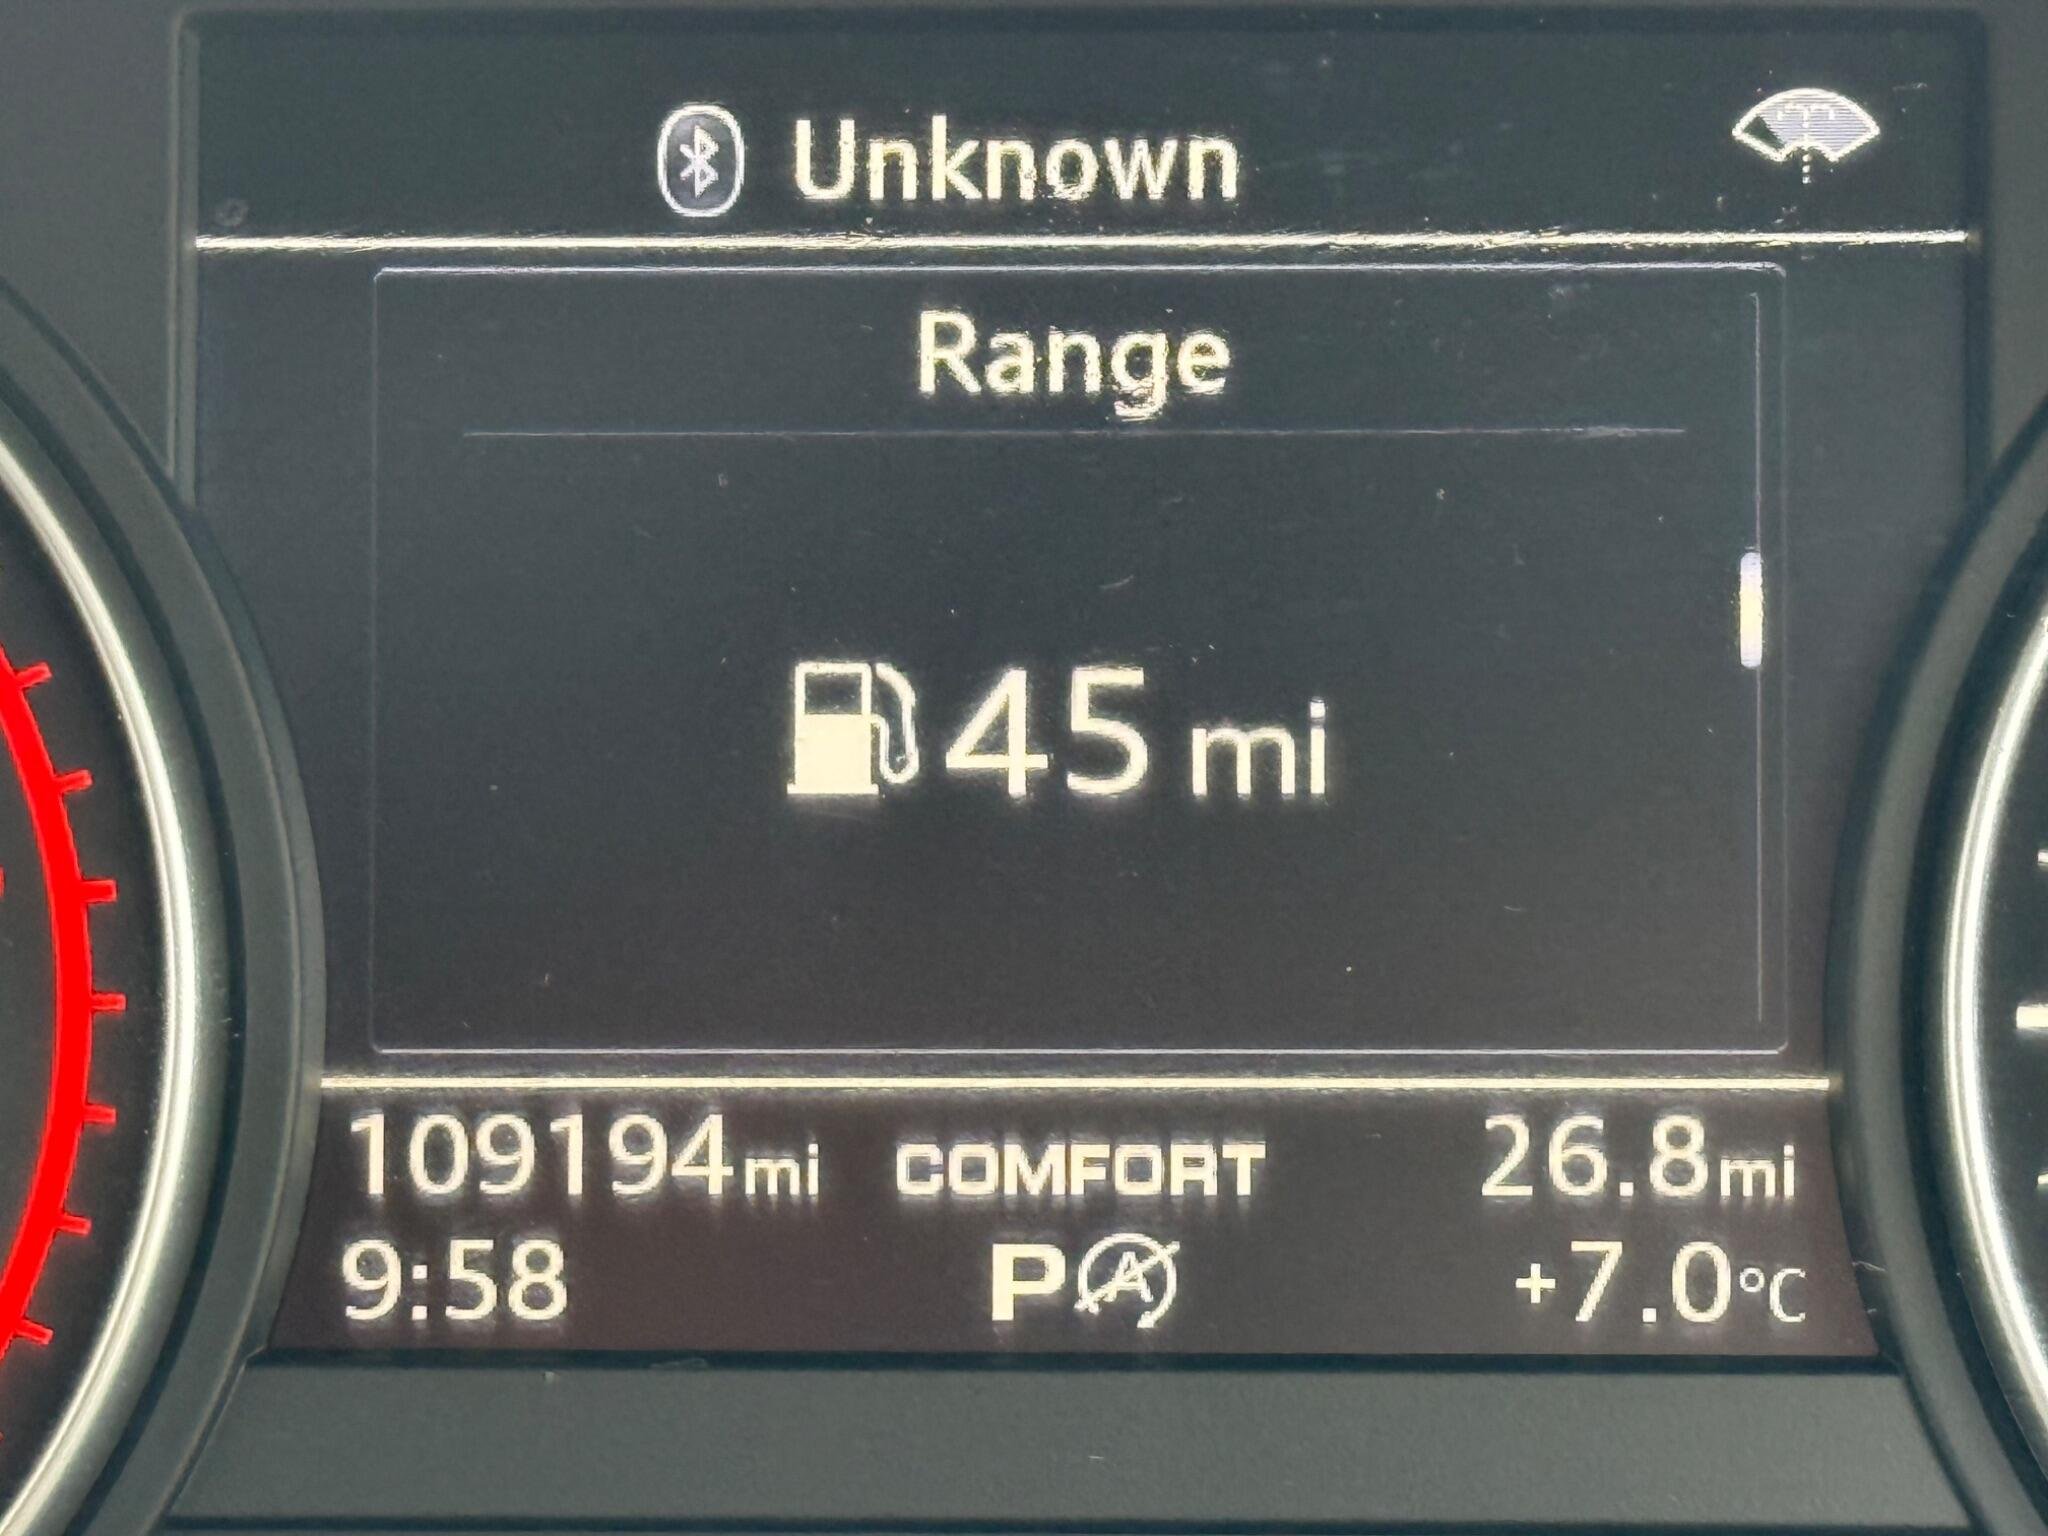 Unknown
Range
45 mi
109194mi COMFORT 26.8mi
9:58 P A +7.0°C